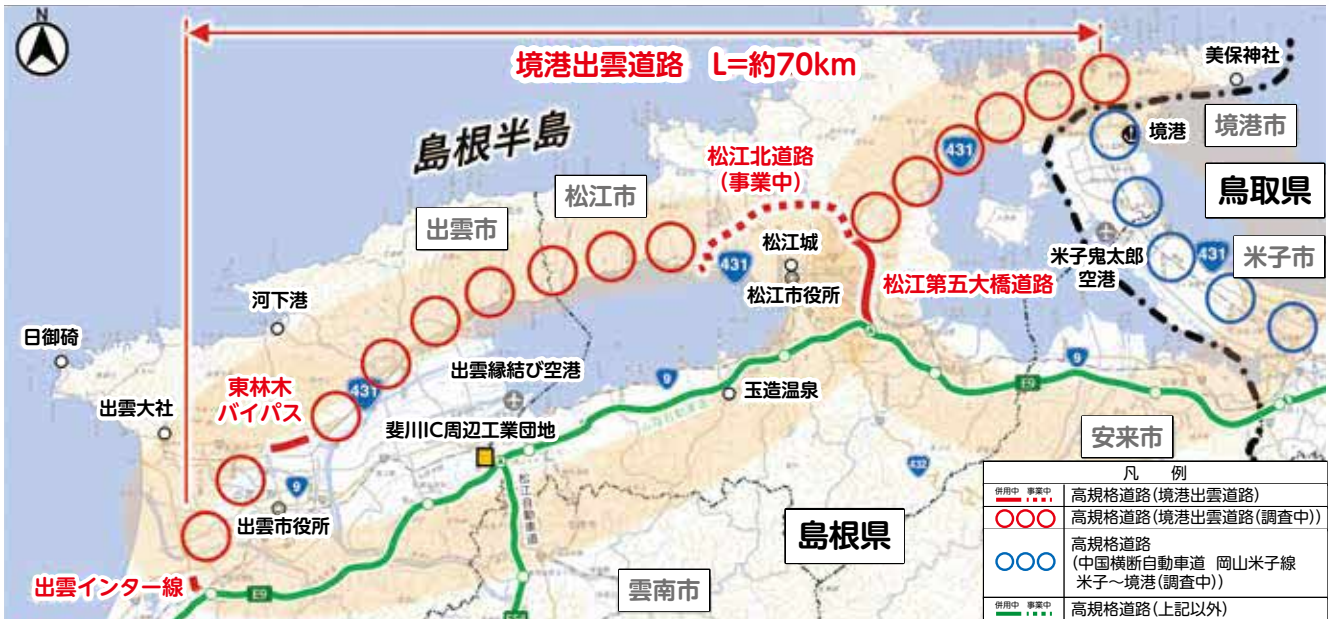 N
境港出雲道路 L=約70km
美保神社
境港
境港市
島根半島
松江北道路
(事業中)
431
鳥取県
松江市
出雲市
松江城
431
松江市役所
米子鬼太郎
空港
431
米子市
松江第五大橋道路
河下港
日御碕
出雲縁結び空港
9
9
E9
東林木
バイパス
431
玉造温泉
出雲大社
斐川IC周辺工業団地
安来市
432
9
松江自動車道
出雲市役所
島根県
出雲インター線
E9
雲南市
凡 例
併用中 事業中
高規格道路(境港出雲道路)
高規格道路(境港出雲道路(調査中))
高規格道路
(中国横断自動車道 岡山米子線
米子～境港(調査中))
併用中 事業中
高規格道路(上記以外)